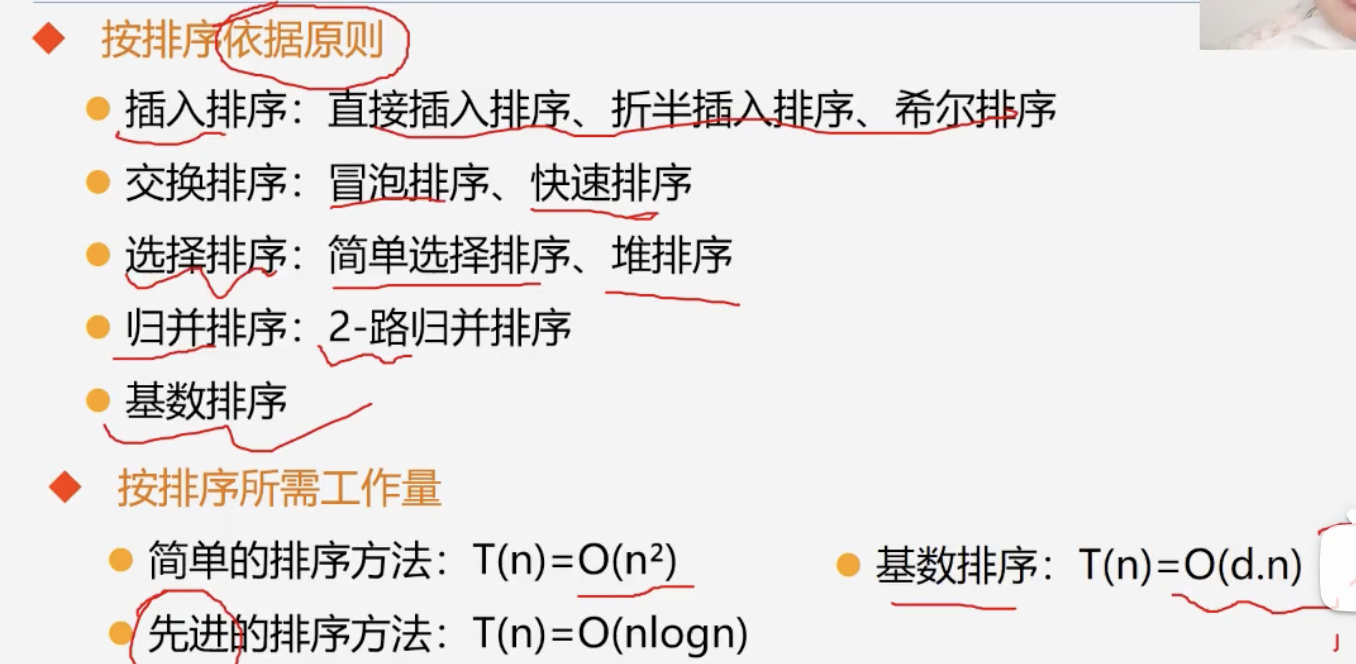 按排序依据原则
插入排序：直接插入排序、折半插入排序、希尔排序
交换排序：冒泡排序、快速排序
选择排序：简单选择排序、堆排序
归并排序：2-路归并排序
基数排序
按排序所需工作量
简单的排序方法：T(n)=O(n²)
基数排序：T(n)=O(d.n)
先进的排序方法：T(n)=O(nlogn)